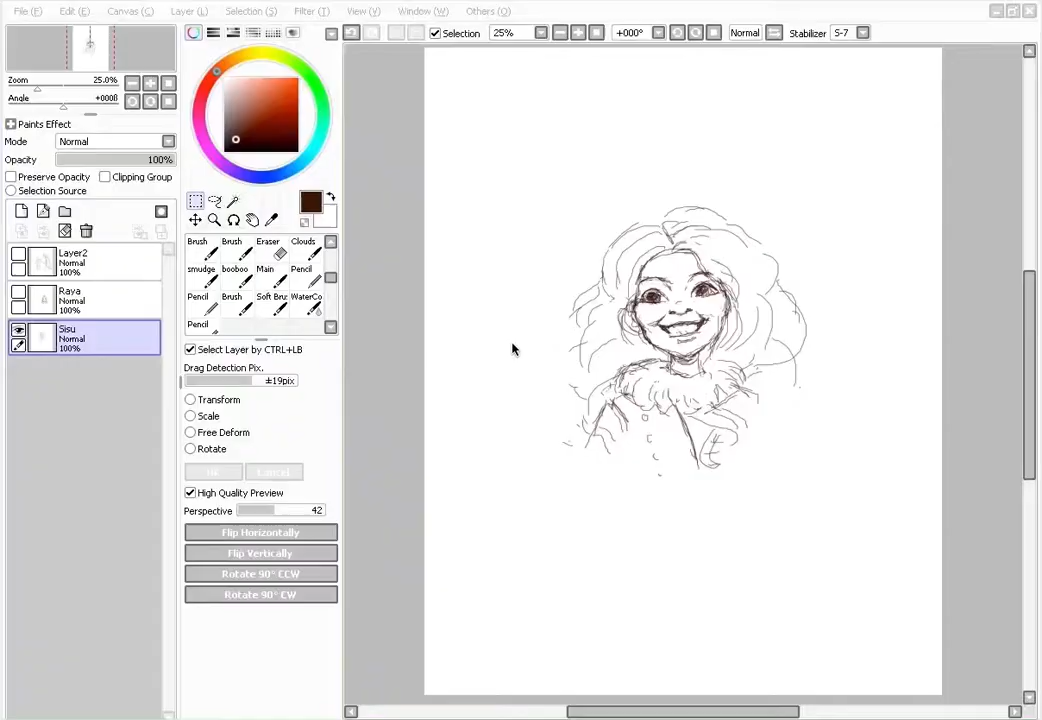 File (F) Edit (E) Canvas (C) Layer (L) Selection (S) Filter (T) View (V) Window (W) Others (O)
Selection 25% +000° Normal Stabilizer S-7
Zoom 25.0%
Angle +000ß
Paints Effect
Mode Normal
Opacity 100%
Preserve Opacity Clipping Group
Selection Source
Layer2
Normal
100%
Raya
Normal
100%
Sisu
Normal
100%
Brush Brush Eraser Clouds
smudge booboo Main Pencil
Pencil Brush Soft Brus WaterCo
Pencil
Select Layer by CTRL+LB
Drag Detection Pix.
±19pix
Transform
Scale
Free Deform
Rotate
Cancel
High Quality Preview
Perspective 42
Flip Horizontally
Flip Vertically
Rotate 90° CCW
Rotate 90° CW